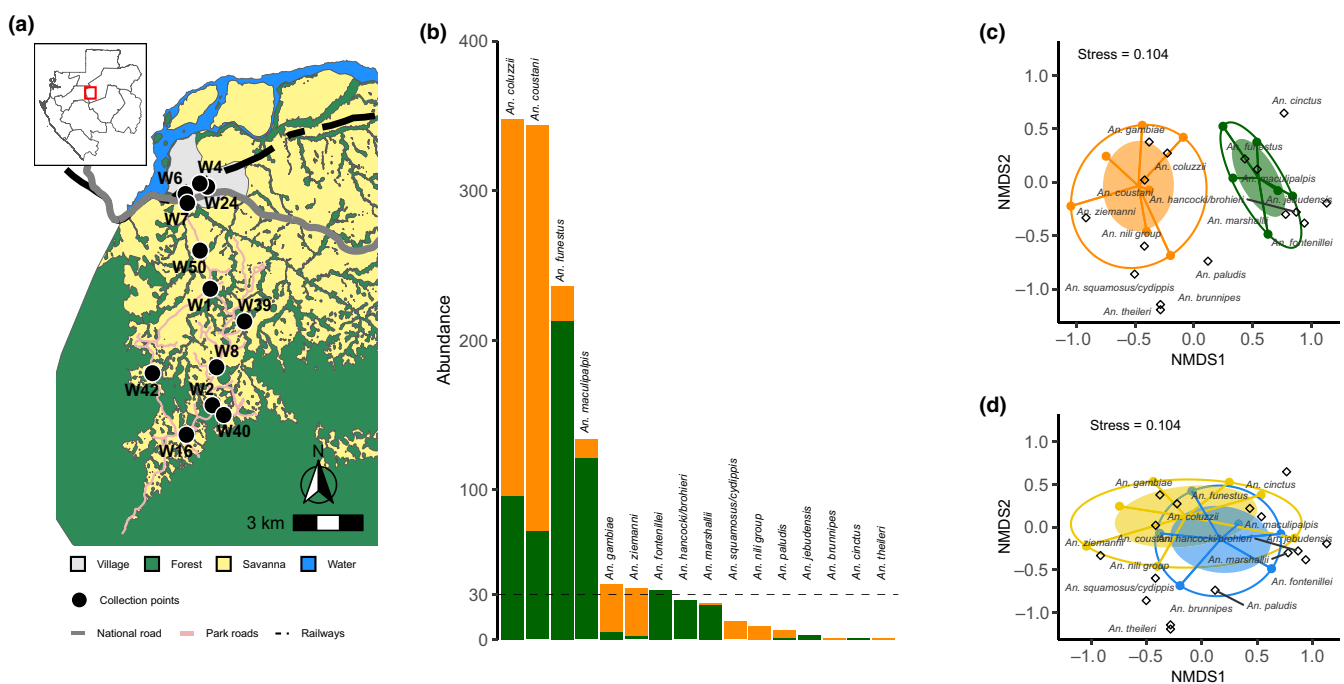 (a)
N
3 km
W6
W4
W24
W7
W50
W1
W39
W8
W42
W2
W40
W16
Village
Forest
Savanna
Water
Collection points
National road
Park roads
Railways
(b)
Abundance
400
300
200
100
30
0
An. coluzzii
An. coustani
An. funestus
An. maculipalpis
An. gambiae
An. ziemanni
An. fontenillei
An. hancocki/brohieri
An. marshallii
An. squamosus/cydippis
An. nili group
An. paludis
An. jebudensis
An. brunnipes
An. cinctus
An. theileri
(c)
Stress = 0.104
NMDS2
1.0
0.5
0.0
−0.5
−1.0
An. cinctus
An. gambiae
An. funestus
An. coluzzii
An. maculipalpis
An. coustani
An. hancocki/brohieri
An. jebudensis
An. ziemanni
An. marshallii
An. nili group
An. fontenillei
An. paludis
An. squamosus/cydippis
An. brunnipes
An. theileri
−1.0 −0.5 0.0 0.5 1.0
NMDS1
(d)
Stress = 0.104
NMDS2
1.0
0.5
0.0
−0.5
−1.0
An. gambiae
An. cinctus
An. funestus
An. coluzzii
An. maculipalpis
An. ziemanni
An. coustani
An. hancocki/brohieri
An. jebudensis
An. nili group
An. marshallii
An. squamosus/cydippis
An. fontenillei
An. brunnipes
An. paludis
An. theileri
−1.0 −0.5 0.0 0.5 1.0
NMDS1